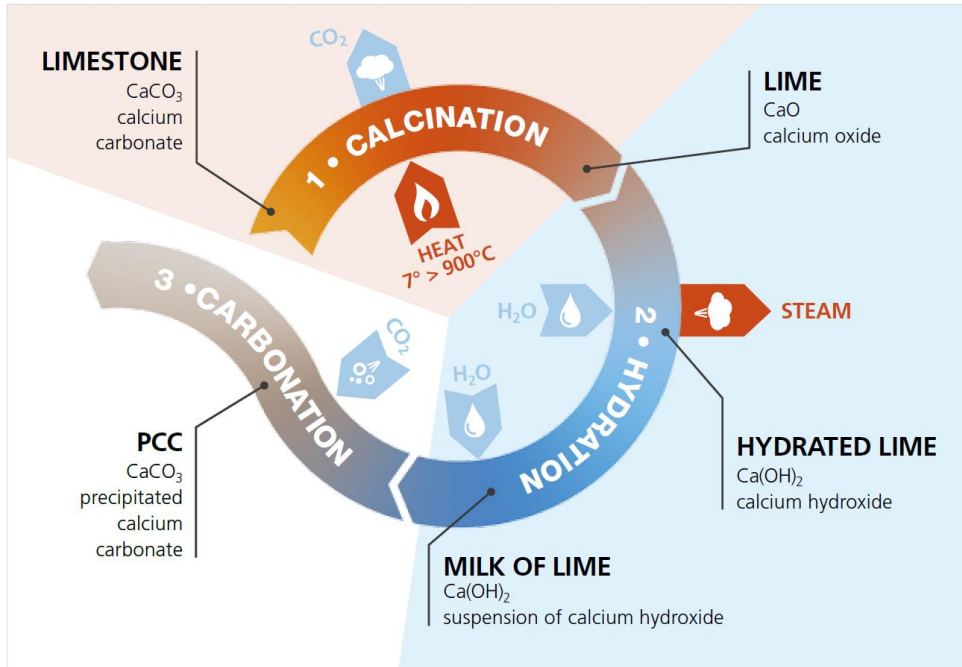 CO₂
LIMESTONE
CaCO₃
calcium
carbonate
1 • CALCINATION
LIME
CaO
calcium oxide
HEAT
7° > 900°C
H₂O
STEAM
2 • HYDRATION
H₂O
HYDRATED LIME
Ca(OH)₂
calcium hydroxide
MILK OF LIME
Ca(OH)₂
suspension of calcium hydroxide
3 • CARBONATION
CO₂
PCC
CaCO₃
precipitated
calcium
carbonate